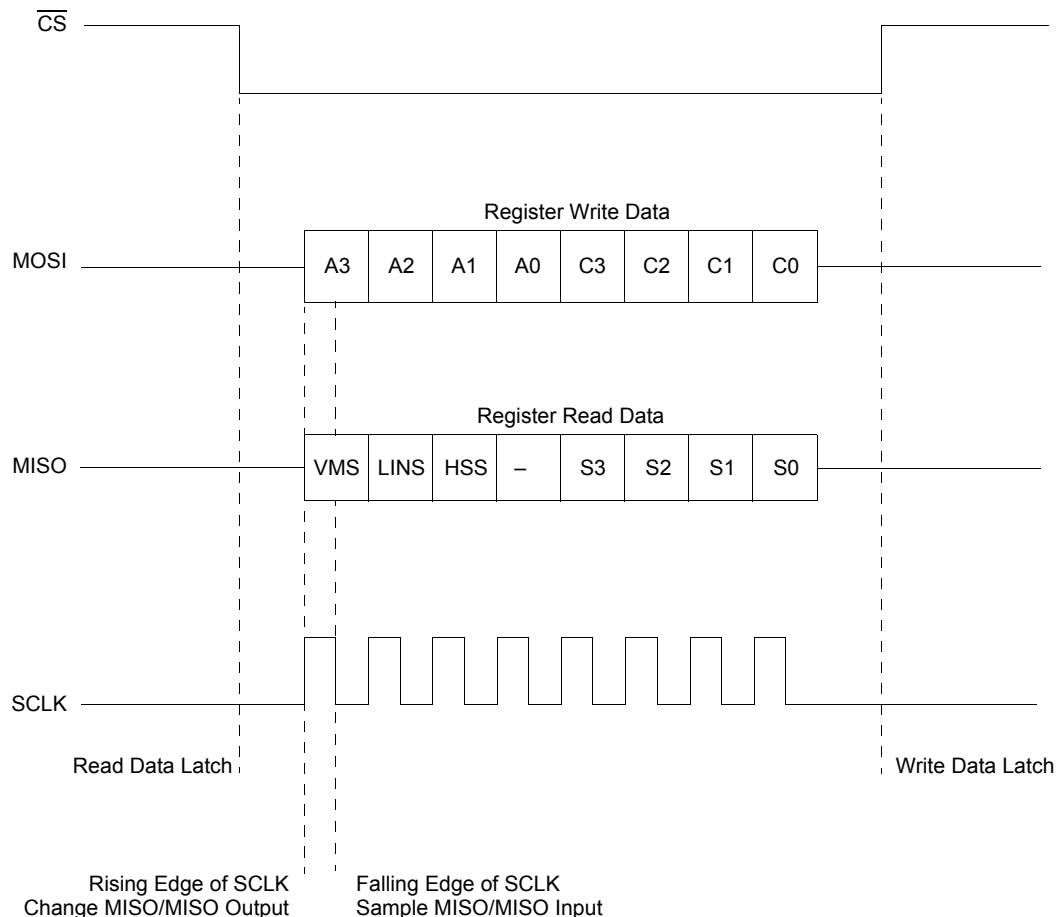 CS
Register Write Data
MOSI
A3 A2 A1 A0 C3 C2 C1 C0
Register Read Data
MISO
VMS LINS HSS – S3 S2 S1 S0
SCLK
Read Data Latch
Write Data Latch
Rising Edge of SCLK
Change MISO/MISO Output
Falling Edge of SCLK
Sample MISO/MISO Input